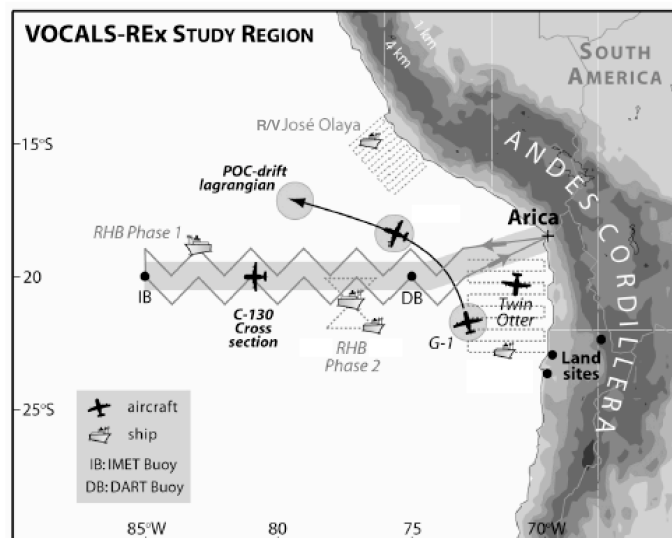 VOCALS-REx STUDY REGION
1 km
4 km
SOUTH
AMERICA
R/V José Olaya
15°S
ANDES CORDILLERA
POC-drift
lagrangian
Arica
RHB Phase 1
20
IB
DB
C-130
Cross
section
Twin
Otter
G-1
RHB
Phase 2
Land
sites
25°S
aircraft
ship
IB: IMET Buoy
DB: DART Buoy
85°W
80
75
70°W